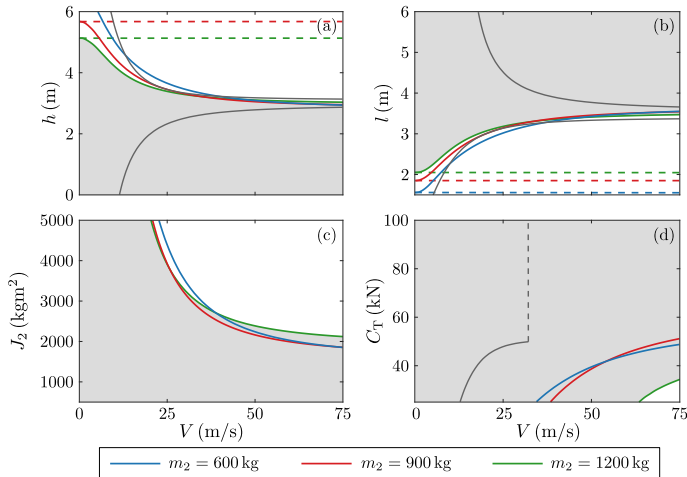 6
4
2
0
h (m)
(a)
6
5
4
3
2
l (m)
(b)
5000
4000
3000
2000
1000
J₂ (kgm²)
(c)
0 25 50 75
V (m/s)
100
80
60
40
C_T (kN)
(d)
0 25 50 75
V (m/s)
m₂ = 600 kg m₂ = 900 kg m₂ = 1200 kg